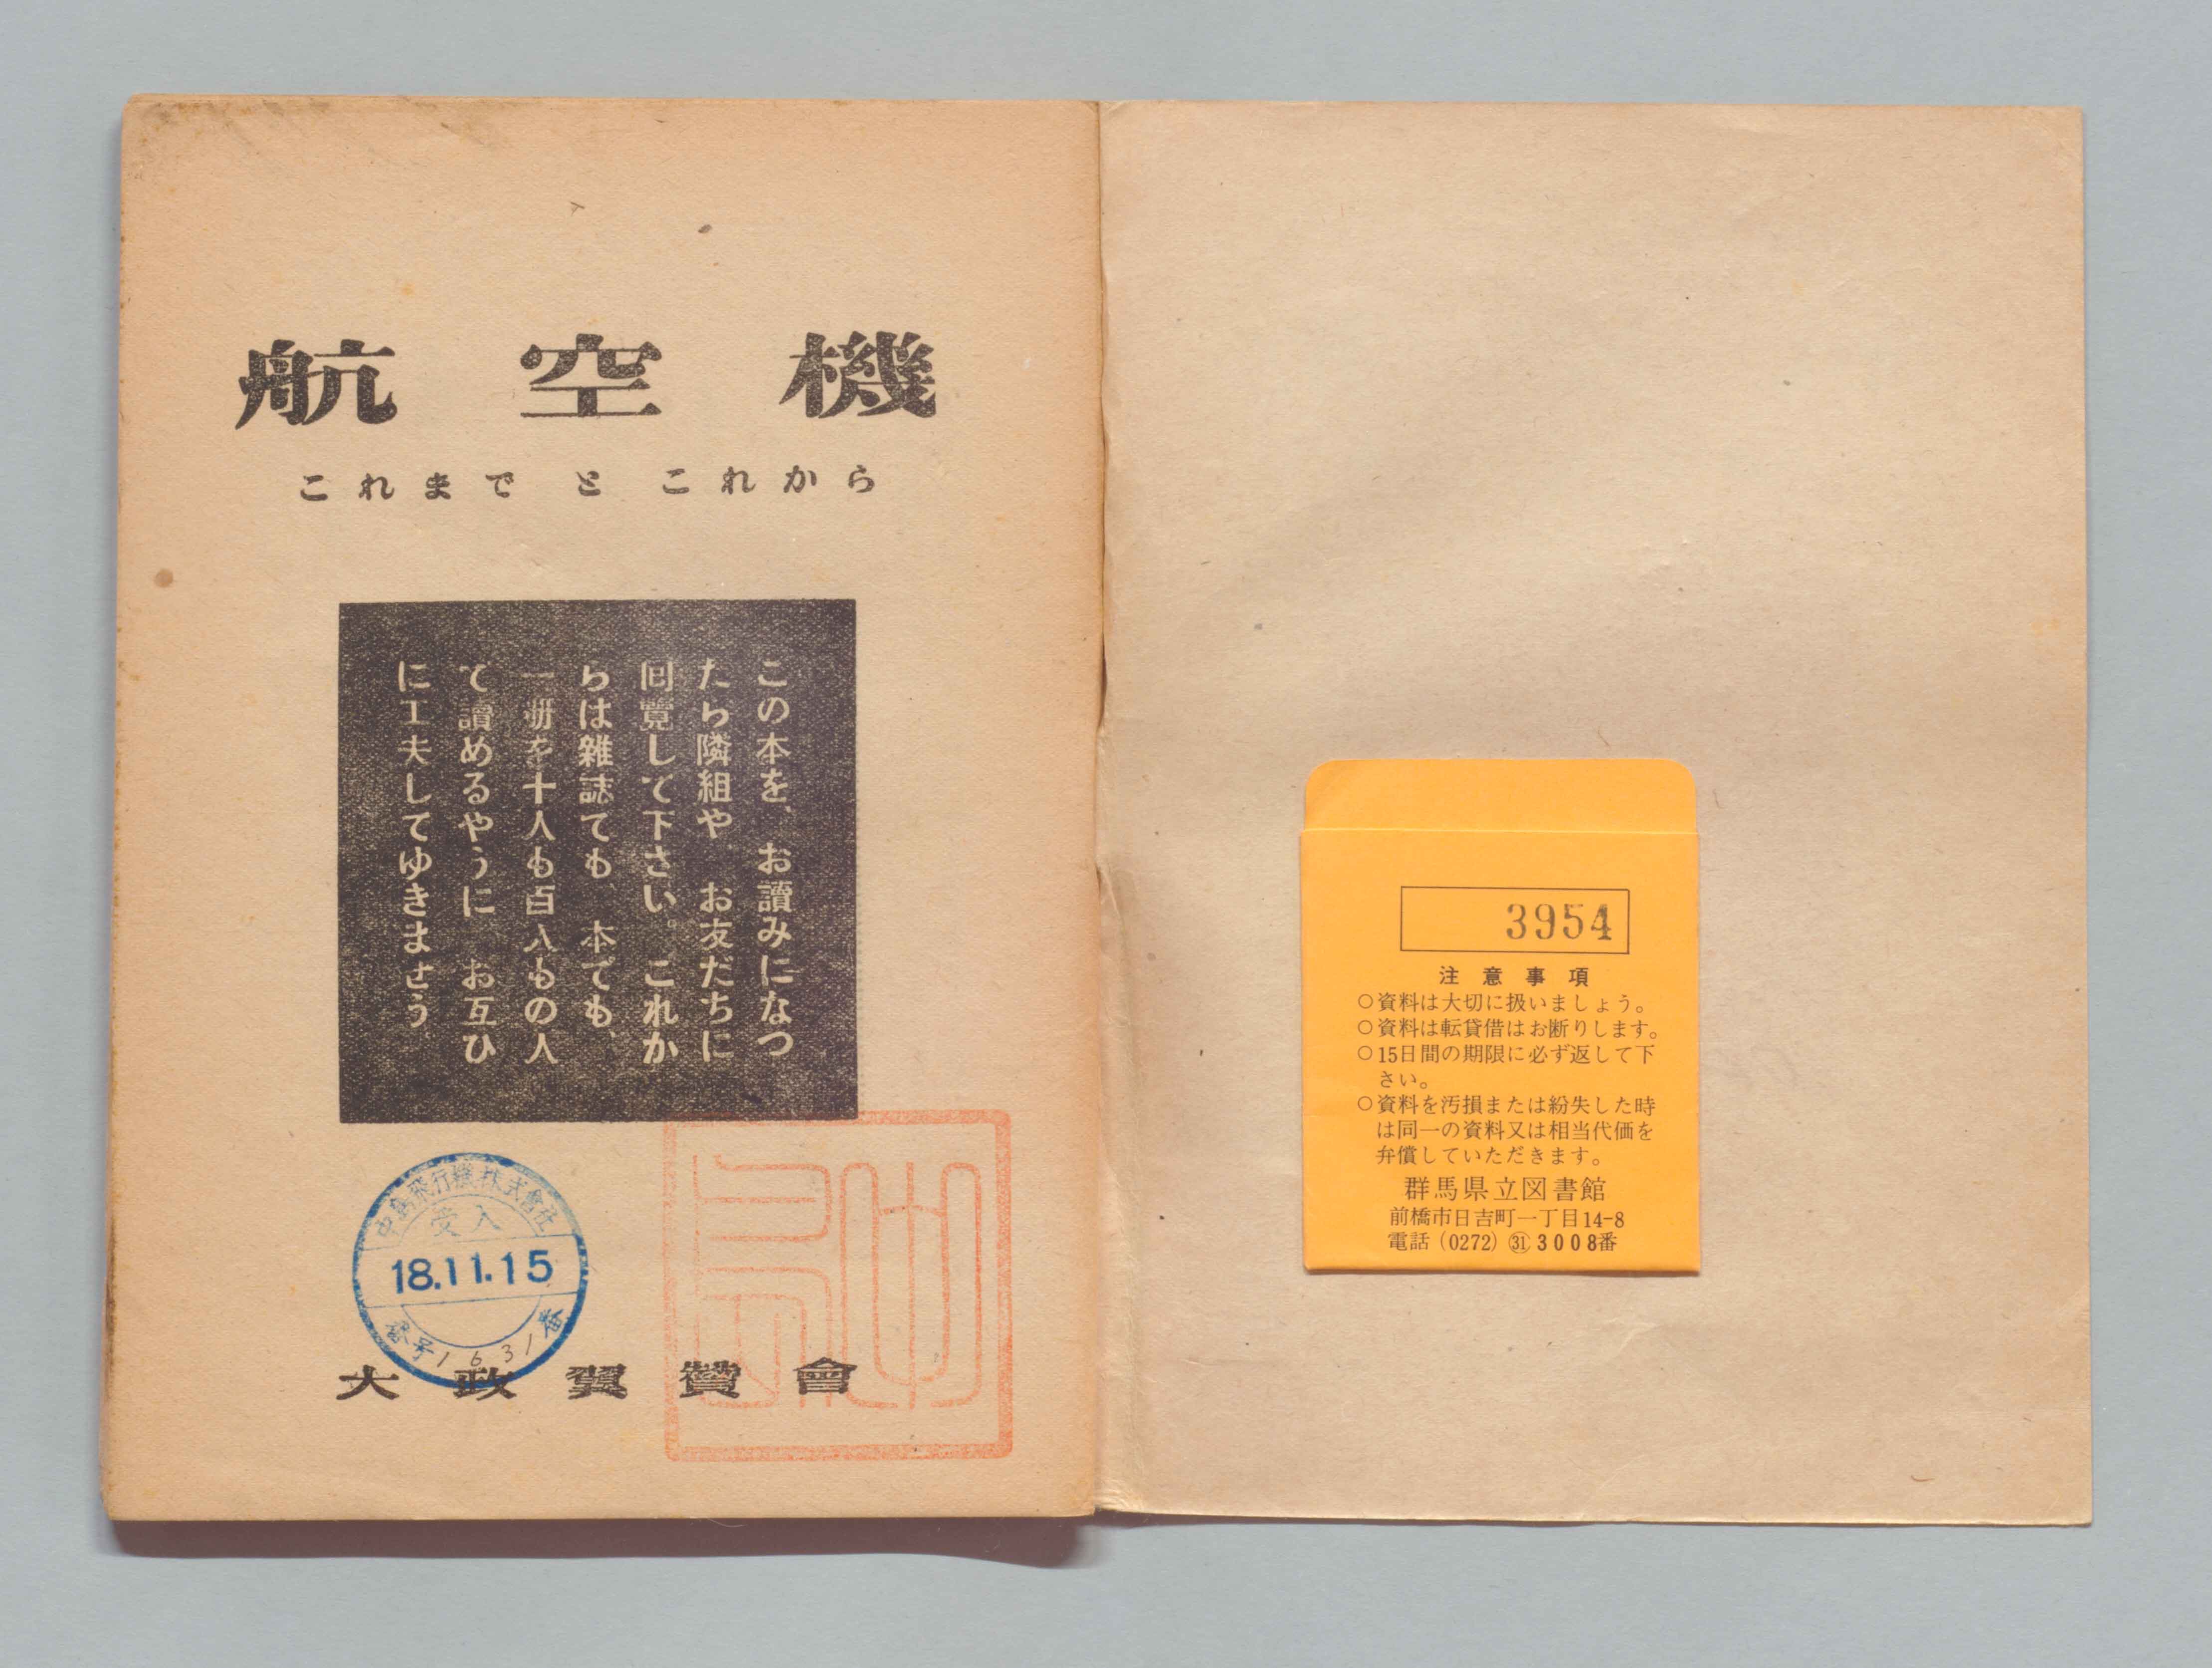 航空機
これまで と これから
この本を、お讀みになつ
たら隣組や、お友だちに
回覽して下さい。これか
らは雜誌でも、本でも、
一册を十人も百人もの人
て讀めるやうに お互ひ
に工夫してゆきませう
中島飛行機株式會社
受入
18.11.15
番号1631番
大政翼贊會
3954
注意事項
○資料は大切に扱いましょう。
○資料は転貸借はお断りします。
○15日間の期限に必ず返して下
さい。
○資料を汚損または紛失した時
は同一の資料又は相当代価を
弁償していただきます。
群馬県立図書館
前橋市日吉町一丁目14-8
電話(0272)㉛3008番